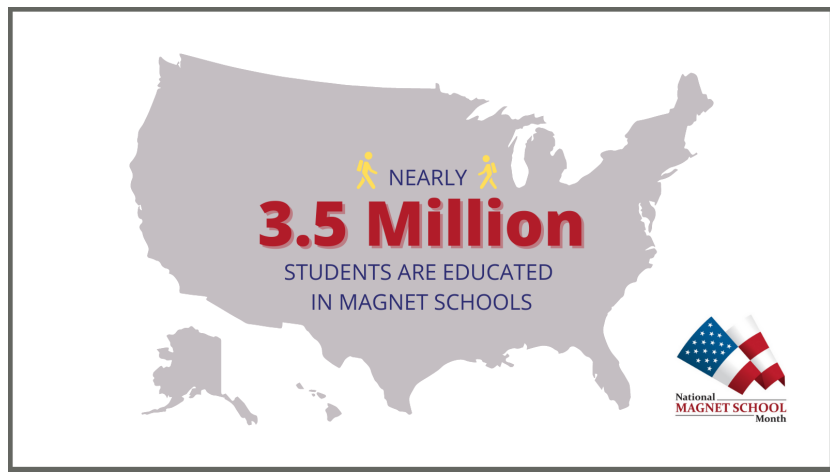 NEARLY
3.5 Million
STUDENTS ARE EDUCATED
IN MAGNET SCHOOLS
National
MAGNET SCHOOL
Month